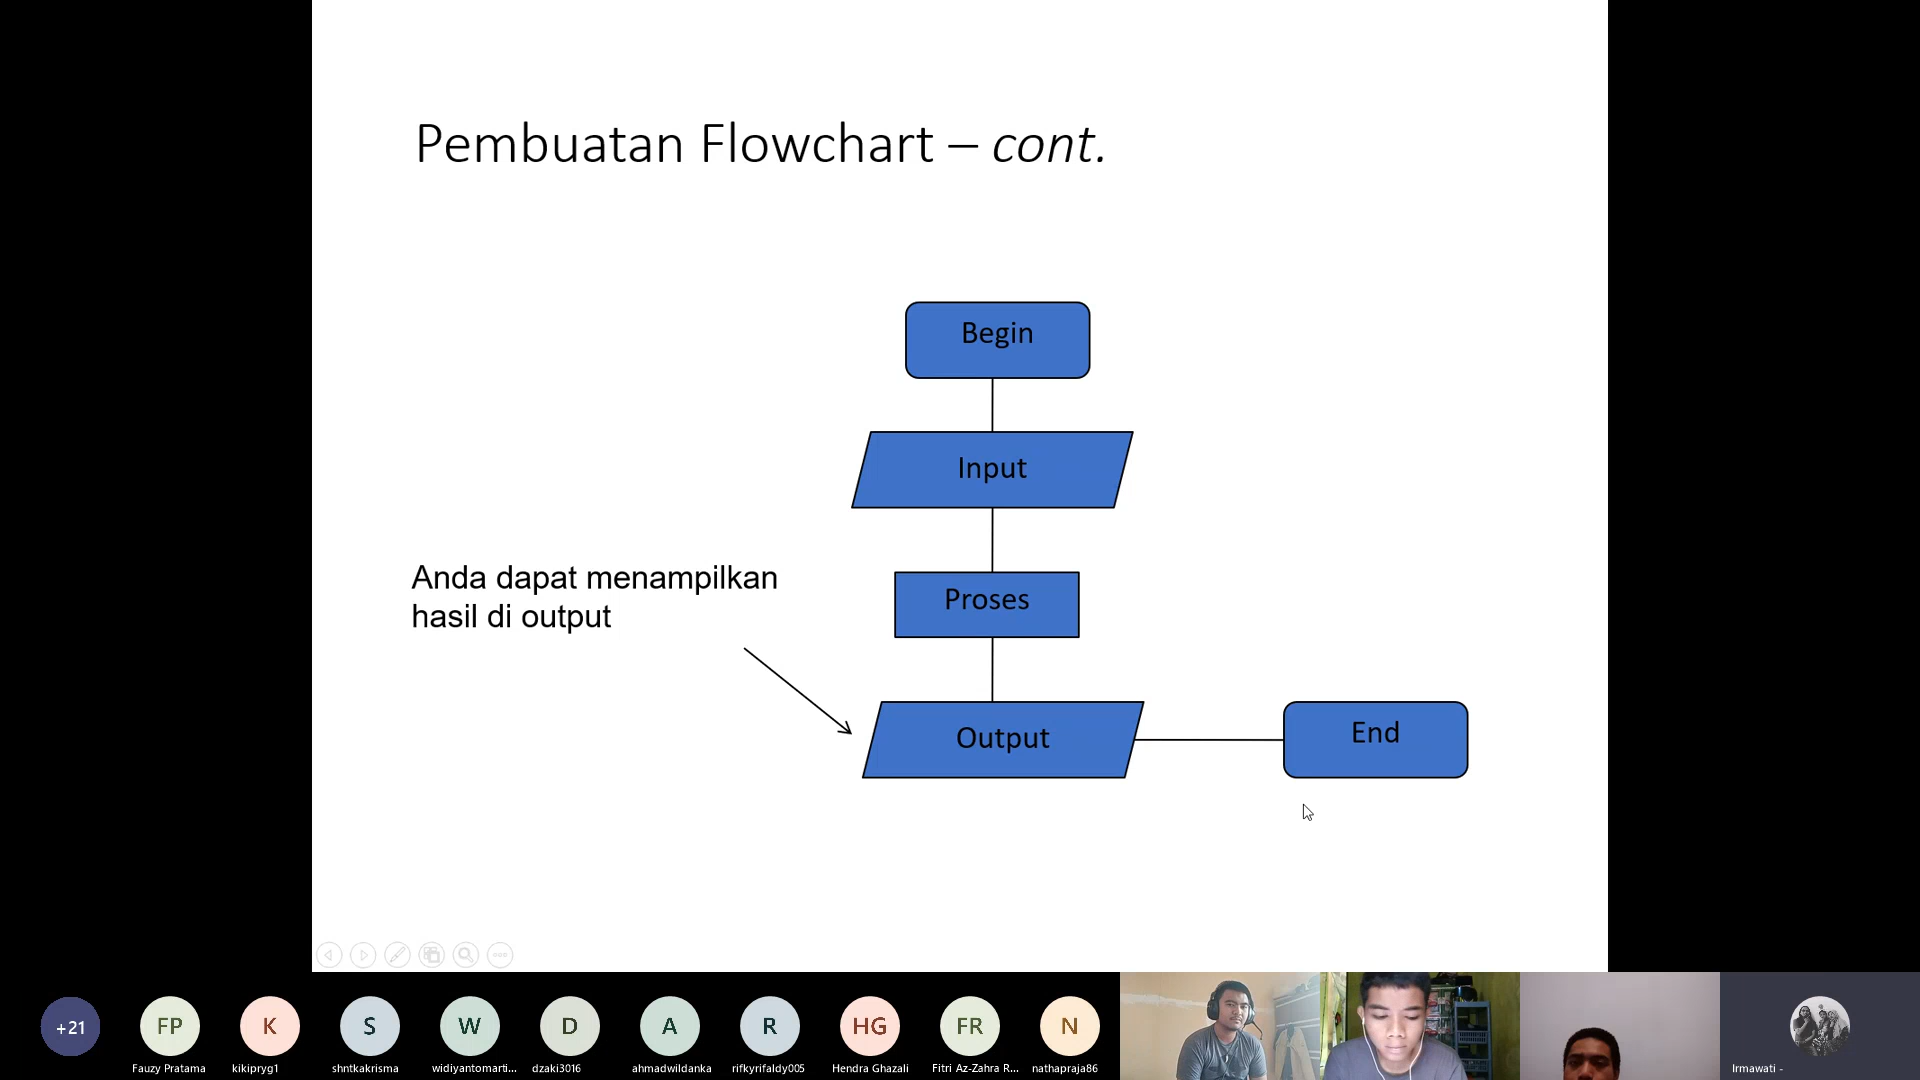 Pembuatan Flowchart – cont.
Begin
Input
Anda dapat menampilkan
hasil di output
Proses
Output
End
+21
FP
K
S
W
D
A
R
HG
FR
N
Fauzy Pratama
kikipryg1
shntkakrisma
widiyantomarti...
dzaki3016
ahmadwildanka
rifkyrifaldy005
Hendra Ghazali
Fitri Az-Zahra R...
nathapraja86
Irmawati -